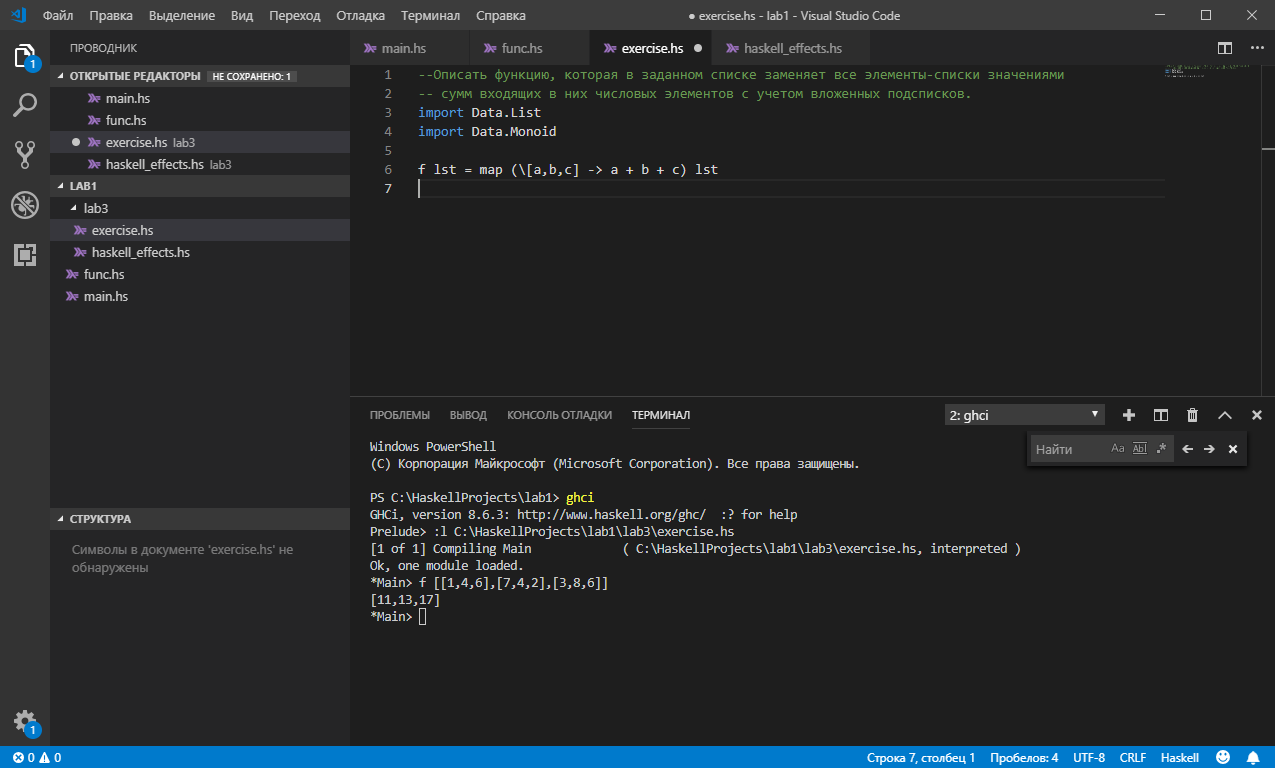 Файл Правка Выделение Вид Переход Отладка Терминал Справка
● exercise.hs - lab1 - Visual Studio Code
1
ПРОВОДНИК
ОТКРЫТЫЕ РЕДАКТОРЫ НЕ СОХРАНЕНО: 1
main.hs
func.hs
exercise.hs lab3
haskell_effects.hs lab3
LAB1
lab3
exercise.hs
haskell_effects.hs
func.hs
main.hs
СТРУКТУРА
Символы в документе 'exercise.hs' не
обнаружены
1
main.hs func.hs exercise.hs haskell_effects.hs
1 --Описать функцию, которая в заданном списке заменяет все элементы-списки значениями
2 -- сумм входящих в них числовых элементов с учетом вложенных подсписков.
3 import Data.List
4 import Data.Monoid
5
6 f lst = map (\[a,b,c] -> a + b + c) lst
7
ПРОБЛЕМЫ ВЫВОД КОНСОЛЬ ОТЛАДКИ ТЕРМИНАЛ
2: ghci
Найти Aa Abl .*
Windows PowerShell
(C) Корпорация Майкрософт (Microsoft Corporation). Все права защищены.
PS C:\HaskellProjects\lab1> ghci
GHCi, version 8.6.3: http://www.haskell.org/ghc/  :? for help
Prelude> :l C:\HaskellProjects\lab1\lab3\exercise.hs
[1 of 1] Compiling Main             ( C:\HaskellProjects\lab1\lab3\exercise.hs, interpreted )
Ok, one module loaded.
*Main> f [[1,4,6],[7,4,2],[3,8,6]]
[11,13,17]
*Main>
0 0
Строка 7, столбец 1 Пробелов: 4 UTF-8 CRLF Haskell